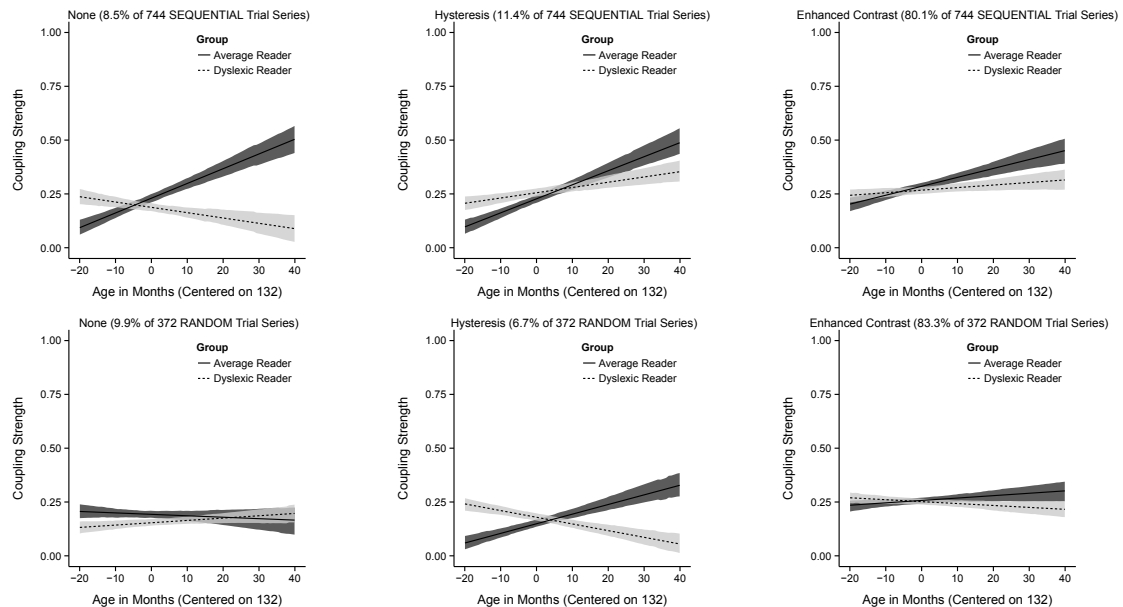 None (8.5% of 744 SEQUENTIAL Trial Series)
1.00
0.75
0.50
0.25
0.00
Coupling Strength
Group
Average Reader
Dyslexic Reader
−20 −10 0 10 20 30 40
Age in Months (Centered on 132)
Hysteresis (11.4% of 744 SEQUENTIAL Trial Series)
1.00
0.75
0.50
0.25
0.00
Coupling Strength
Group
Average Reader
Dyslexic Reader
−20 −10 0 10 20 30 40
Age in Months (Centered on 132)
Enhanced Contrast (80.1% of 744 SEQUENTIAL Trial Series)
1.00
0.75
0.50
0.25
0.00
Coupling Strength
Group
Average Reader
Dyslexic Reader
−20 −10 0 10 20 30 40
Age in Months (Centered on 132)
None (9.9% of 372 RANDOM Trial Series)
1.00
0.75
0.50
0.25
0.00
Coupling Strength
Group
Average Reader
Dyslexic Reader
−20 −10 0 10 20 30 40
Age in Months (Centered on 132)
Hysteresis (6.7% of 372 RANDOM Trial Series)
1.00
0.75
0.50
0.25
0.00
Coupling Strength
Group
Average Reader
Dyslexic Reader
−20 −10 0 10 20 30 40
Age in Months (Centered on 132)
Enhanced Contrast (83.3% of 372 RANDOM Trial Series)
1.00
0.75
0.50
0.25
0.00
Coupling Strength
Group
Average Reader
Dyslexic Reader
−20 −10 0 10 20 30 40
Age in Months (Centered on 132)